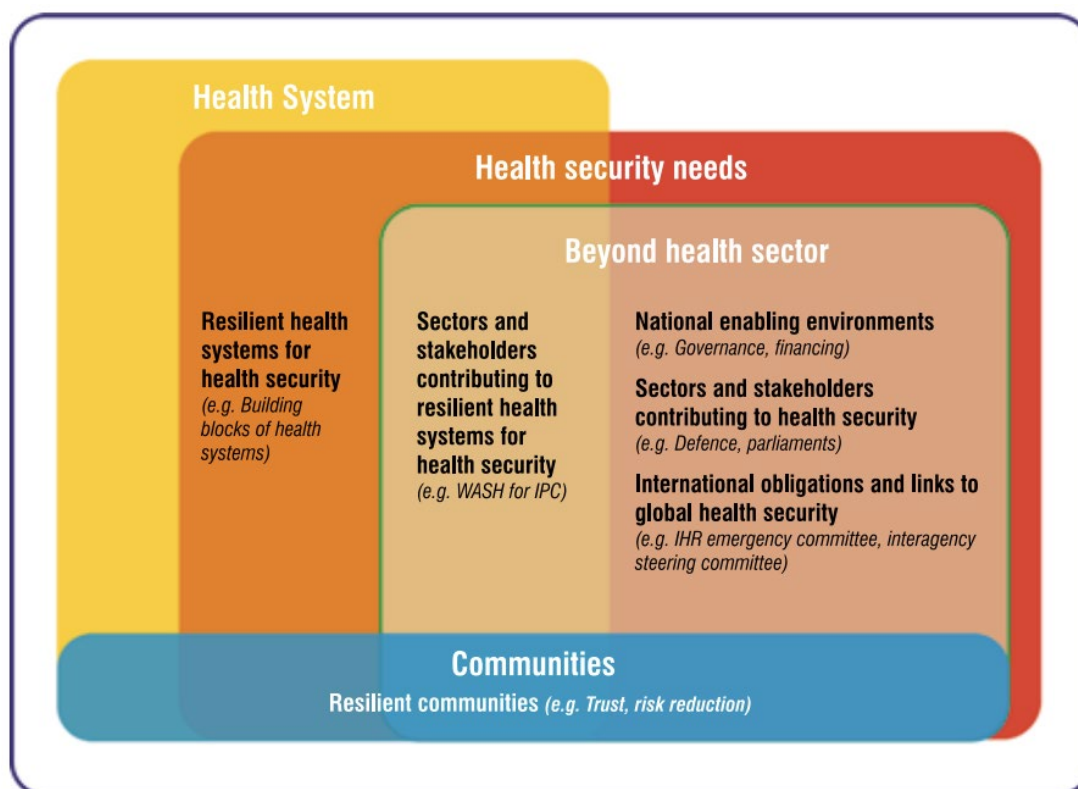 Health System
Health security needs
Beyond health sector
Resilient health
systems for
health security
(e.g. Building
blocks of health
systems)
Sectors and
stakeholders
contributing to
resilient health
systems for
health security
(e.g. WASH for IPC)
National enabling environments
(e.g. Governance, financing)
Sectors and stakeholders
contributing to health security
(e.g. Defence, parliaments)
International obligations and links to
global health security
(e.g. IHR emergency committee, interagency
steering committee)
Communities
Resilient communities (e.g. Trust, risk reduction)